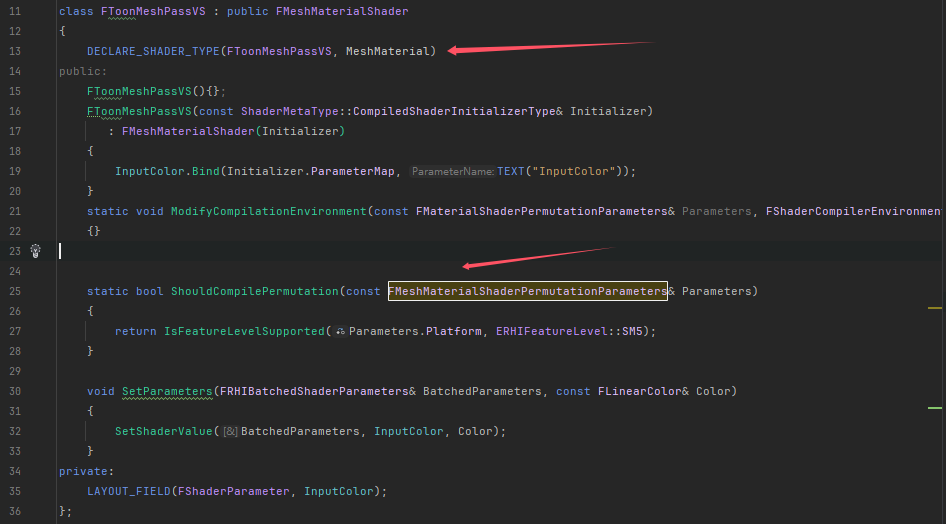 11 class FToonMeshPassVS : public FMeshMaterialShader
12 {
13 DECLARE_SHADER_TYPE(FToonMeshPassVS, MeshMaterial)
14 public:
15 FToonMeshPassVS(){};
16 FToonMeshPassVS(const ShaderMetaType::CompiledShaderInitializerType& Initializer)
17 : FMeshMaterialShader(Initializer)
18 {
19 InputColor.Bind(Initializer.ParameterMap, ParameterName: TEXT("InputColor"));
20 }
21 static void ModifyCompilationEnvironment(const FMaterialShaderPermutationParameters& Parameters, FShaderCompilerEnvironment
22 {}
23
24
25 static bool ShouldCompilePermutation(const FMeshMaterialShaderPermutationParameters& Parameters)
26 {
27 return IsFeatureLevelSupported(Parameters.Platform, ERHIFeatureLevel::SM5);
28 }
29
30 void SetParameters(FRHIBatchedShaderParameters& BatchedParameters, const FLinearColor& Color)
31 {
32 SetShaderValue([&]BatchedParameters, InputColor, Color);
33 }
34 private:
35 LAYOUT_FIELD(FShaderParameter, InputColor);
36 };